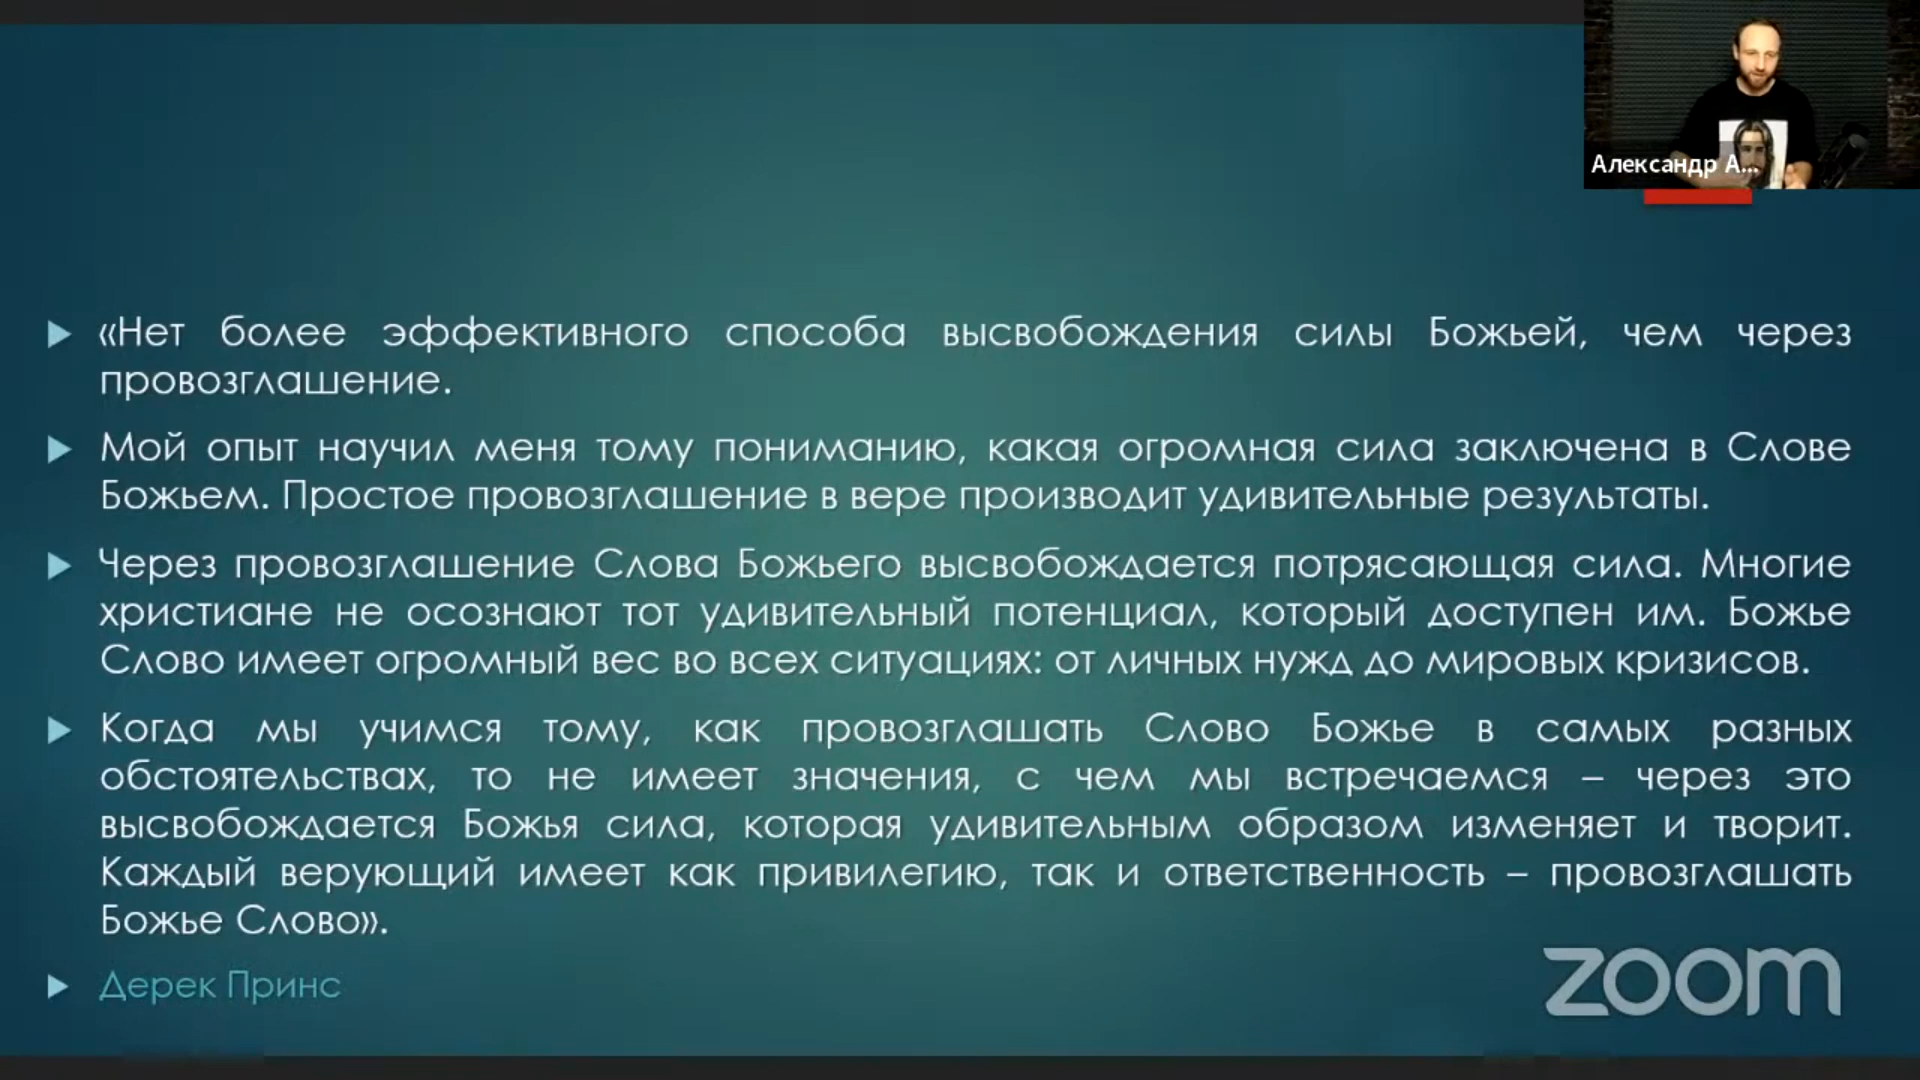 Александр А...
«Нет более эффективного способа высвобождения силы Божьей, чем через
провозглашение.
Мой опыт научил меня тому пониманию, какая огромная сила заключена в Слове
Божьем. Простое провозглашение в вере производит удивительные результаты.
Через провозглашение Слова Божьего высвобождается потрясающая сила. Многие
христиане не осознают тот удивительный потенциал, который доступен им. Божье
Слово имеет огромный вес во всех ситуациях: от личных нужд до мировых кризисов.
Когда мы учимся тому, как провозглашать Слово Божье в самых разных
обстоятельствах, то не имеет значения, с чем мы встречаемся – через это
высвобождается Божья сила, которая удивительным образом изменяет и творит.
Каждый верующий имеет как привилегию, так и ответственность – провозглашать
Божье Слово».
Дерек Принс
zoom